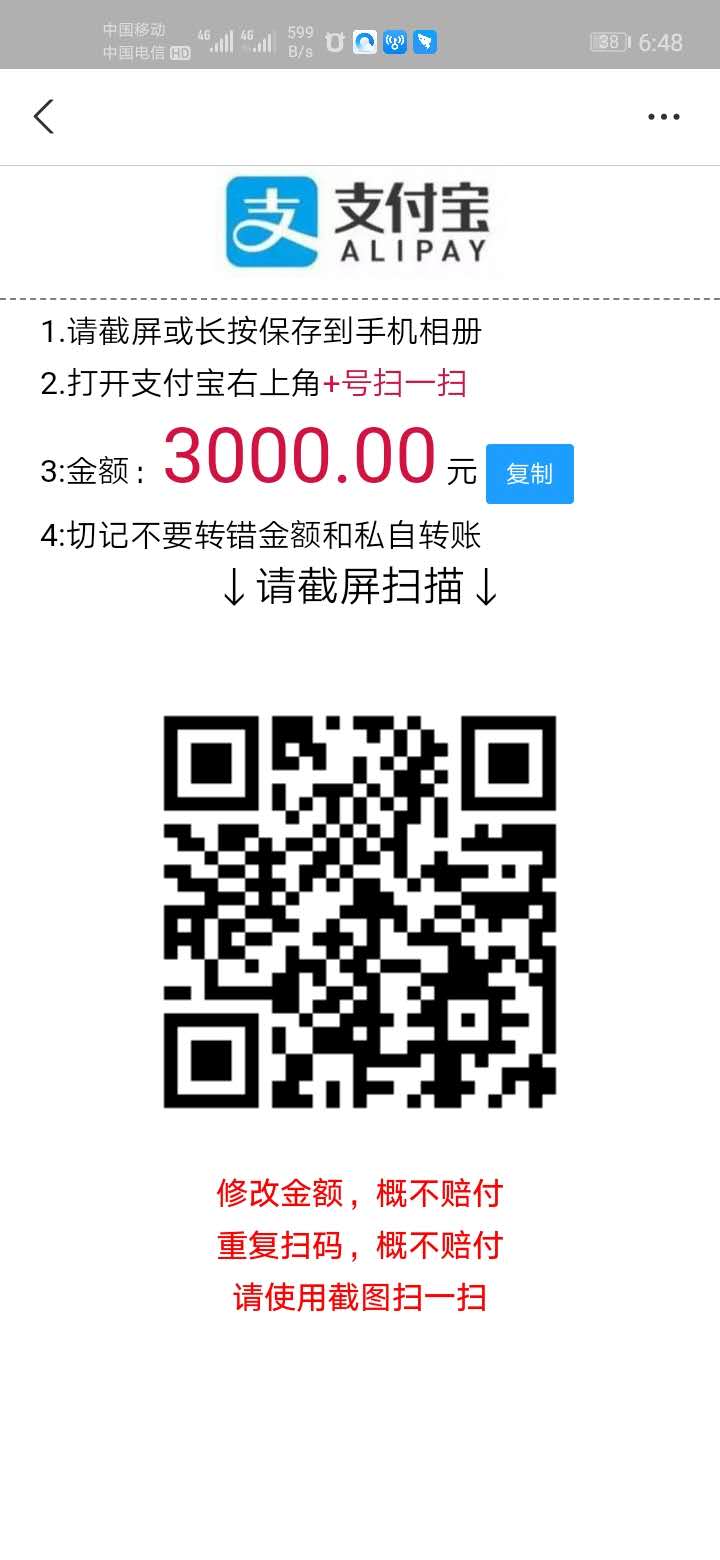 中国移动
中国电信 HD
4G 4G
599 B/s
38 6:48
支
支付宝
ALIPAY
1.请截屏或长按保存到手机相册
2.打开支付宝右上角+号扫一扫
3:金额: 3000.00 元 复制
4:切记不要转错金额和私自转账
↓请截屏扫描↓
修改金额，概不赔付
重复扫码，概不赔付
请使用截图扫一扫